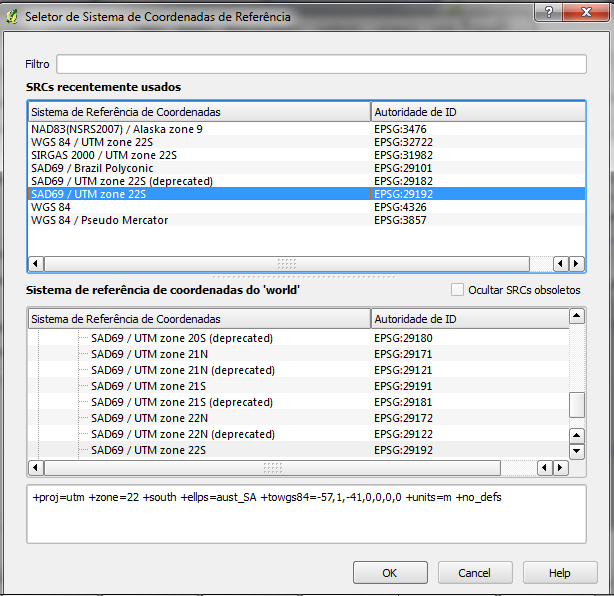 Seletor de Sistema de Coordenadas de Referência
?
Filtro
SRCs recentemente usados
Sistema de Referência de Coordenadas Autoridade de ID
NAD83(NSRS2007) / Alaska zone 9 EPSG:3476
WGS 84 / UTM zone 22S EPSG:32722
SIRGAS 2000 / UTM zone 22S EPSG:31982
SAD69 / Brazil Polyconic EPSG:29101
SAD69 / UTM zone 22S (deprecated) EPSG:29182
SAD69 / UTM zone 22S EPSG:29192
WGS 84 EPSG:4326
WGS 84 / Pseudo Mercator EPSG:3857
Sistema de referência de coordenadas do 'world' Ocultar SRCs obsoletos
Sistema de Referência de Coordenadas Autoridade de ID
SAD69 / UTM zone 20S (deprecated) EPSG:29180
SAD69 / UTM zone 21N EPSG:29171
SAD69 / UTM zone 21N (deprecated) EPSG:29121
SAD69 / UTM zone 21S EPSG:29191
SAD69 / UTM zone 21S (deprecated) EPSG:29181
SAD69 / UTM zone 22N EPSG:29172
SAD69 / UTM zone 22N (deprecated) EPSG:29122
SAD69 / UTM zone 22S EPSG:29192
+proj=utm +zone=22 +south +ellps=aust_SA +towgs84=-57,1,-41,0,0,0,0 +units=m +no_defs
OK Cancel Help